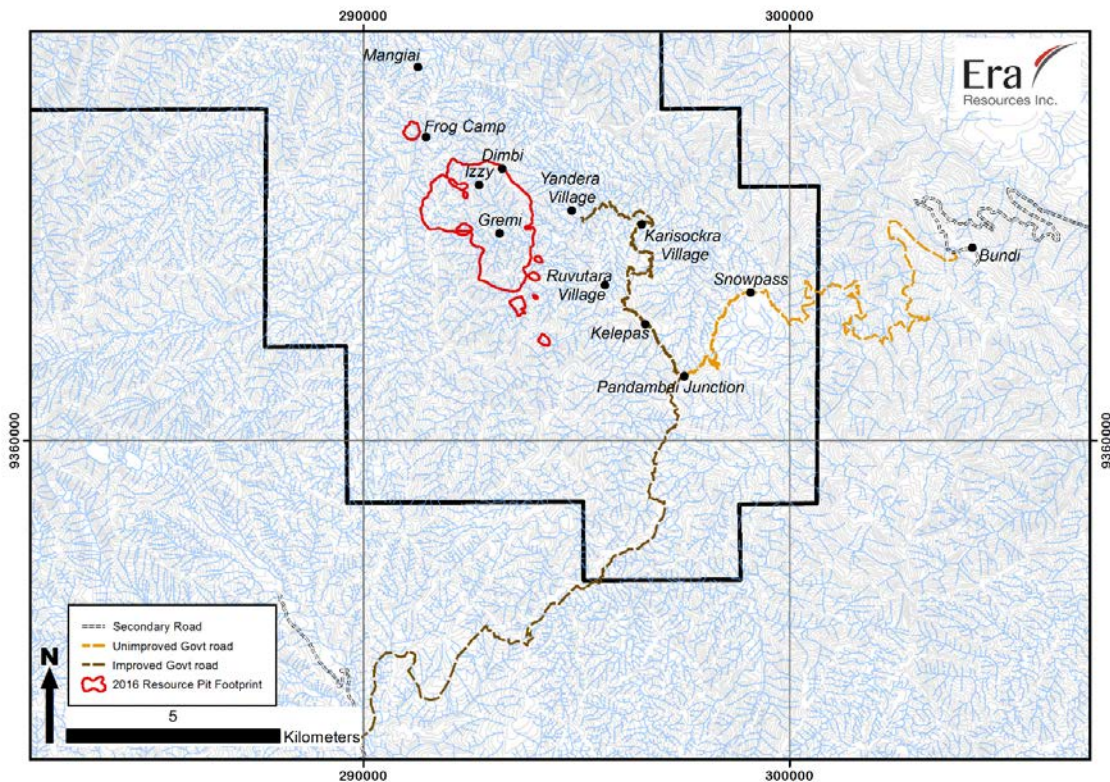 290000
300000
Era
Resources Inc.
Mangiai
Frog Camp
Dimbi
Izzy
Yandera
Village
Gremi
Karisockra
Village
Bundi
Ruvutara
Village
Snowpass
Kelepas
Pandambai Junction
9360000
9360000
Secondary Road
Unimproved Govt road
Improved Govt road
2016 Resource Pit Footprint
N
5
Kilometers
290000
300000